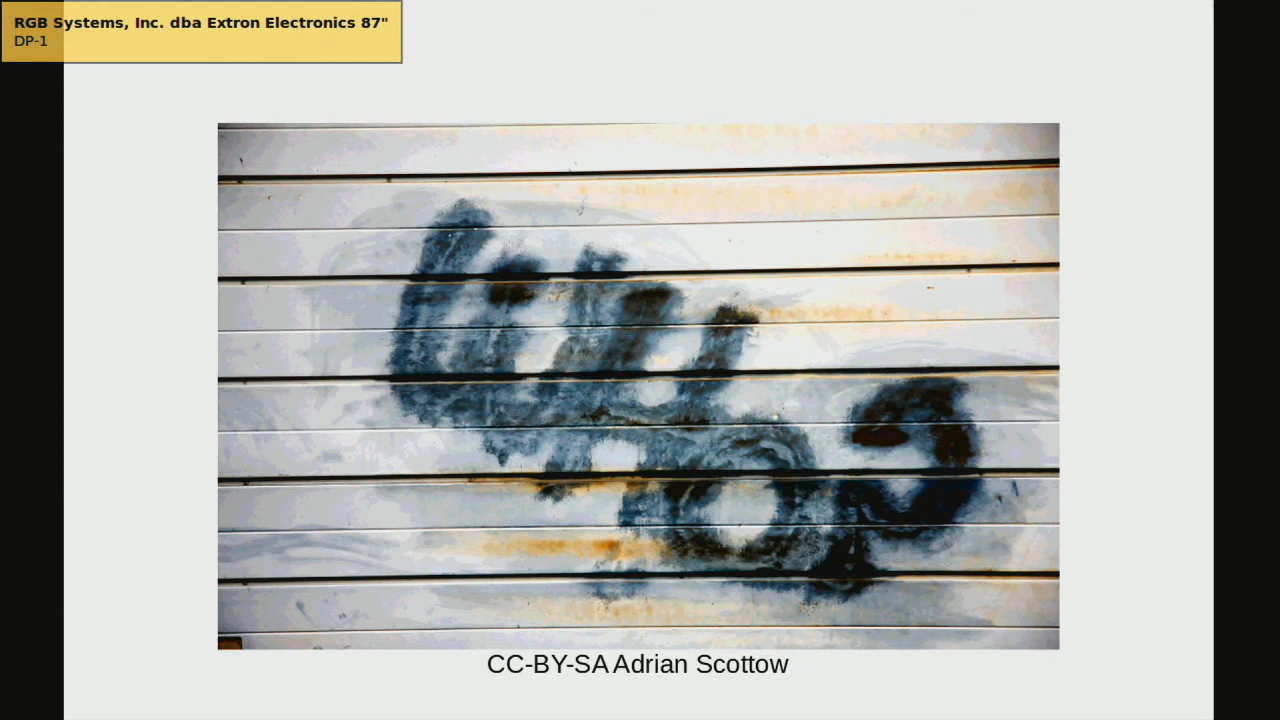 RGB Systems, Inc. dba Extron Electronics 87"
DP-1
CC-BY-SA Adrian Scottow